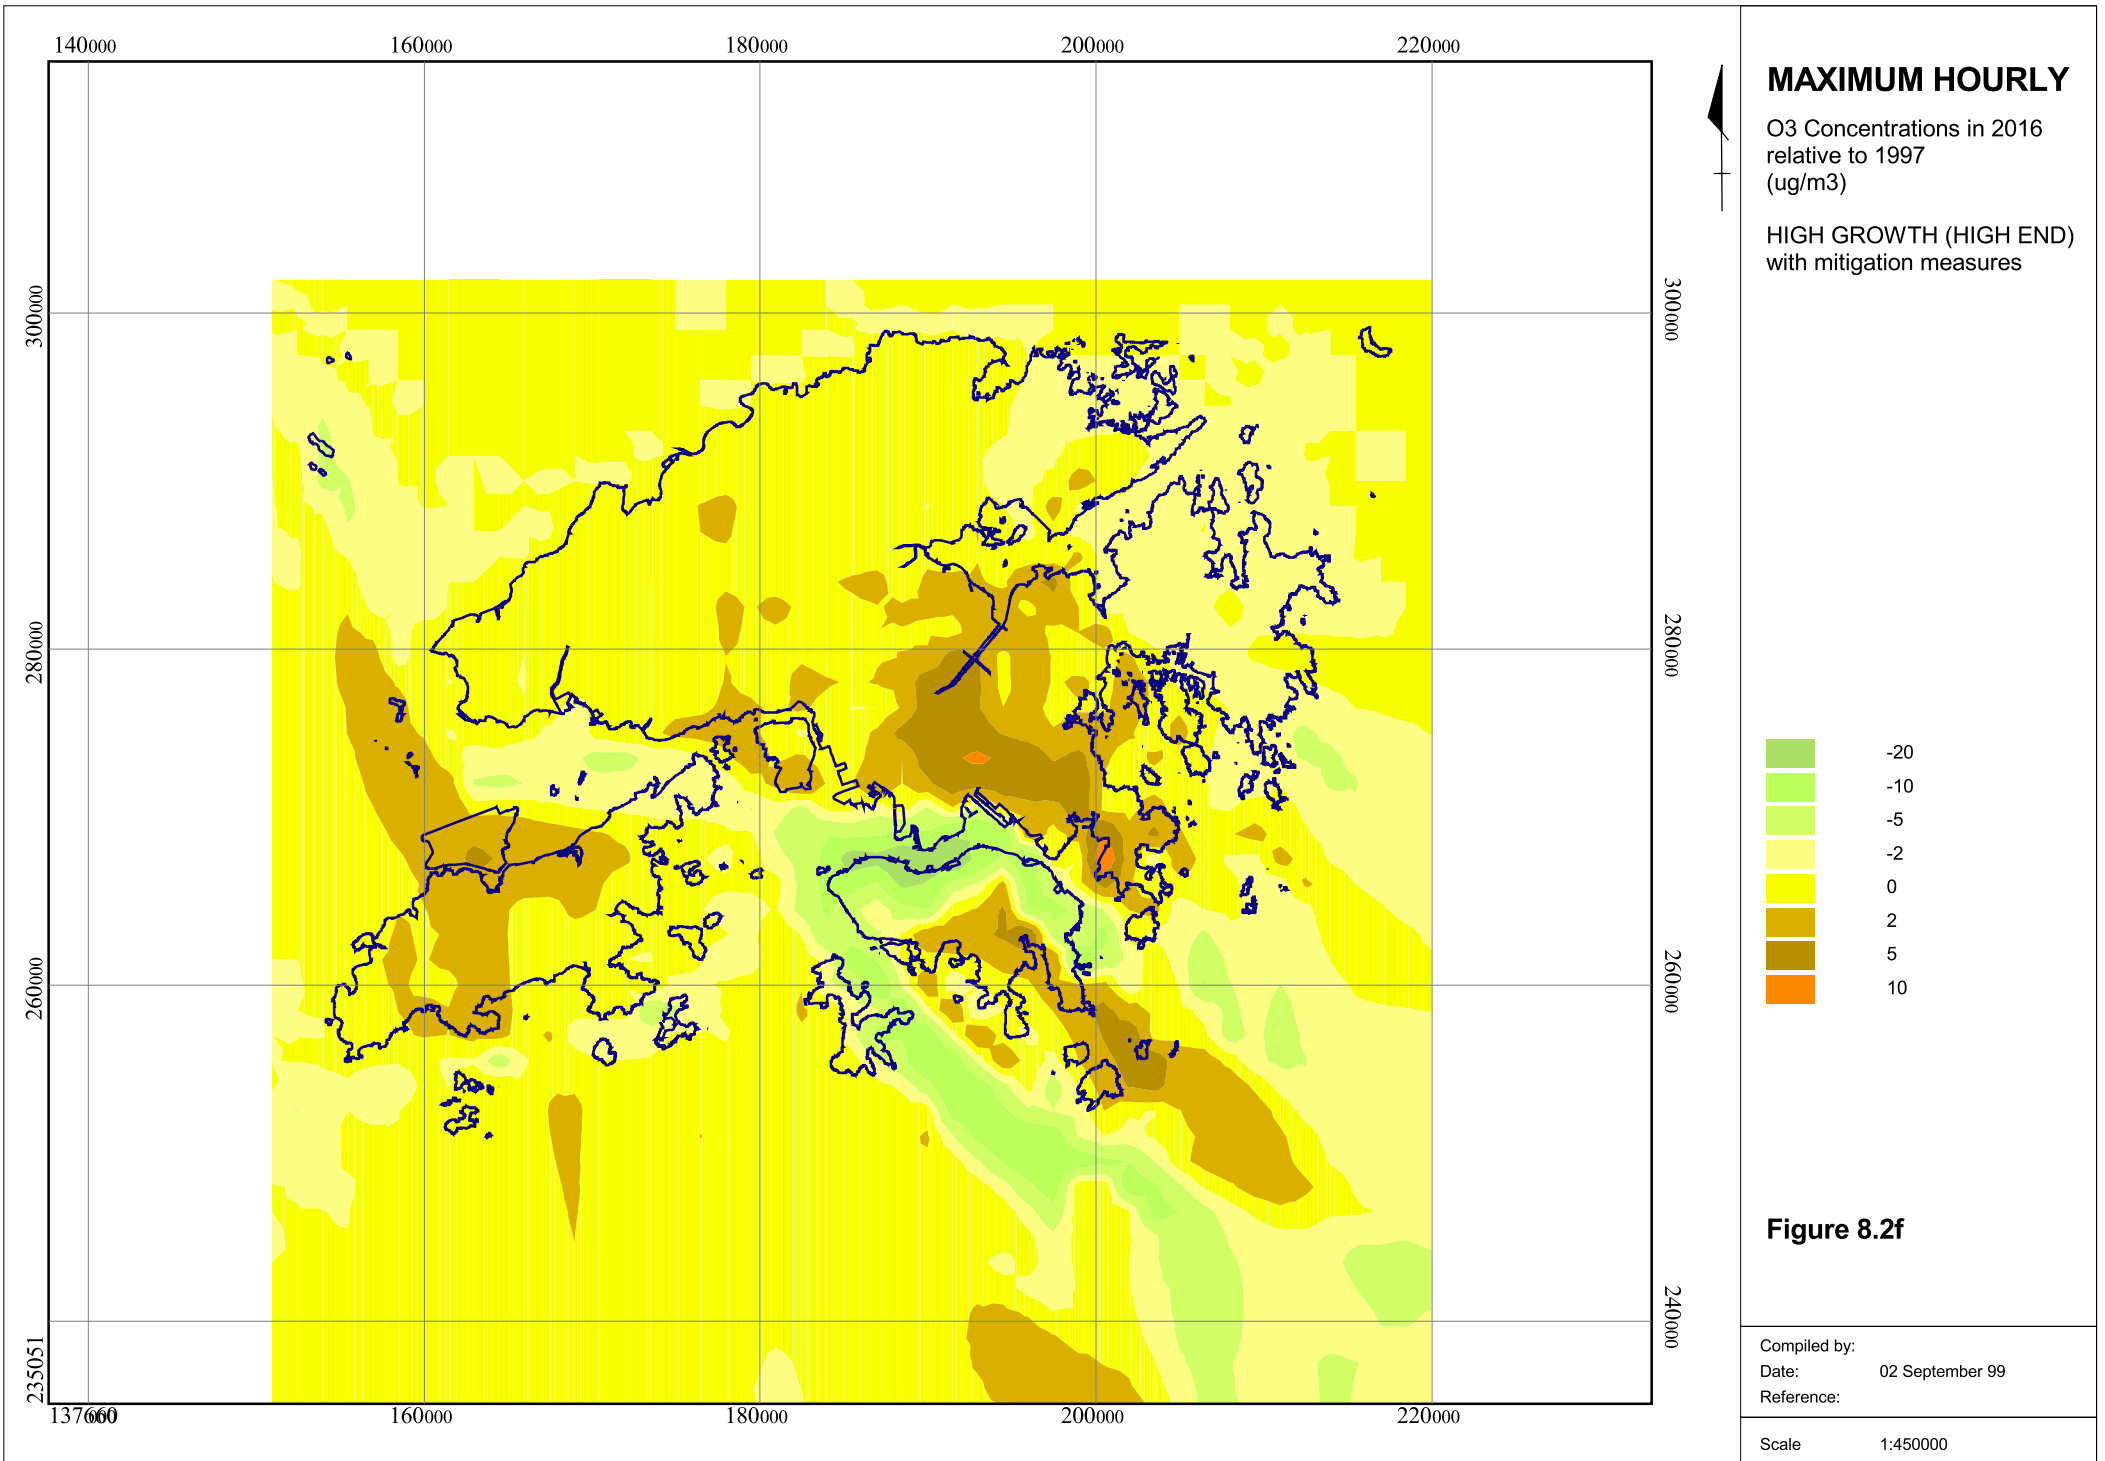 140000 160000 180000 200000 220000
MAXIMUM HOURLY
O3 Concentrations in 2016
relative to 1997
(ug/m3)
HIGH GROWTH (HIGH END)
with mitigation measures
300000
300000
280000
280000
260000
260000
240000
235051
-20
-10
-5
-2
0
2
5
10
Figure 8.2f
Compiled by:
Date: 02 September 99
Reference:
Scale 1:450000
137660 160000 180000 200000 220000